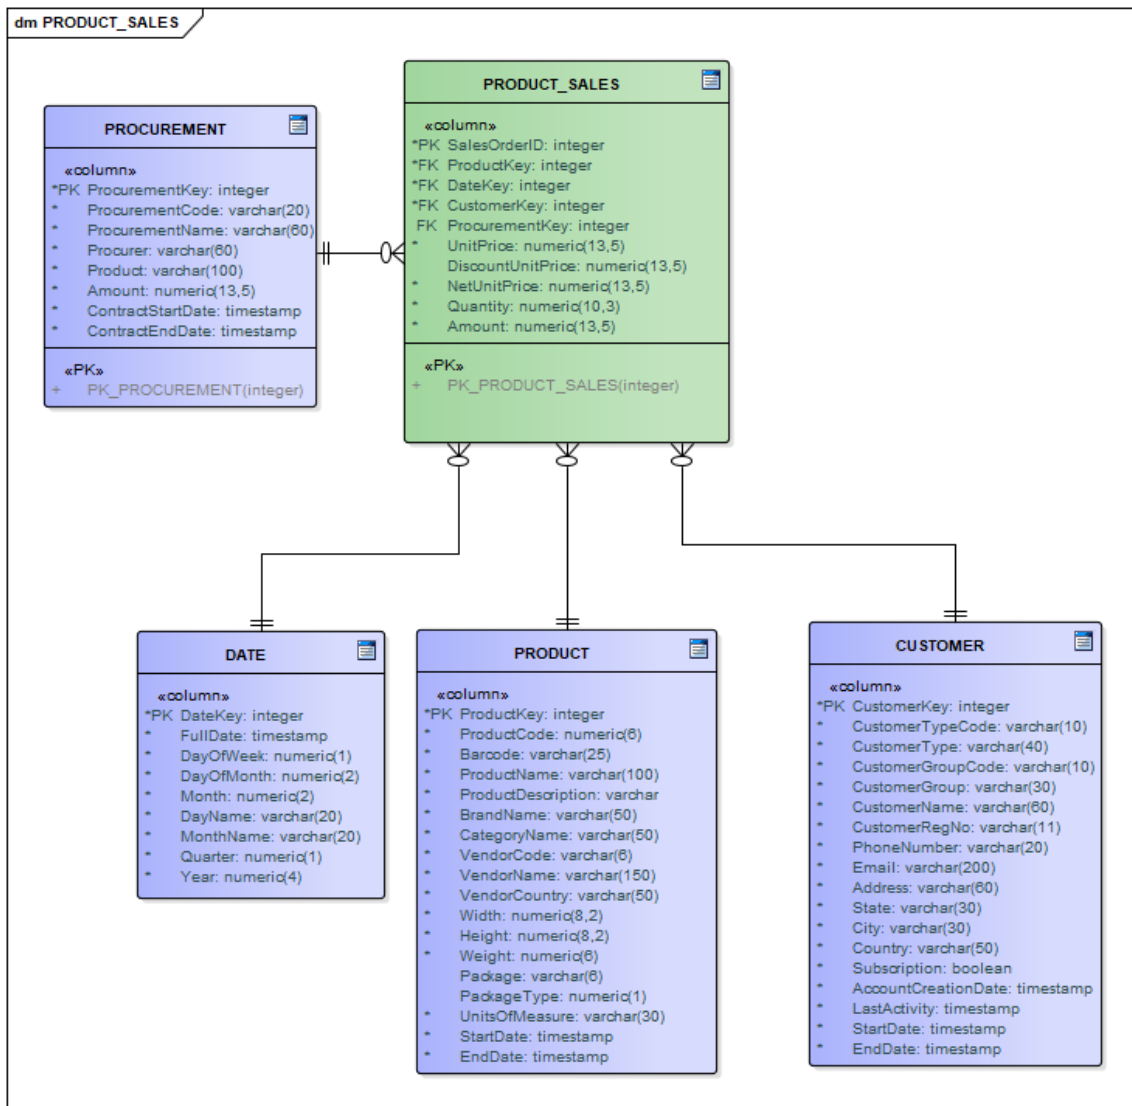 dm PRODUCT_SALES
PROCUREMENT
«column»
*PK ProcurementKey: integer
* ProcurementCode: varchar(20)
* ProcurementName: varchar(60)
* Procurer: varchar(60)
* Product: varchar(100)
* Amount: numeric(13,5)
* ContractStartDate: timestamp
* ContractEndDate: timestamp
«PK»
+ PK_PROCUREMENT(integer)
PRODUCT_SALES
«column»
*PK SalesOrderID: integer
*FK ProductKey: integer
*FK DateKey: integer
*FK CustomerKey: integer
FK ProcurementKey: integer
* UnitPrice: numeric(13,5)
DiscountUnitPrice: numeric(13,5)
* NetUnitPrice: numeric(13,5)
* Quantity: numeric(10,3)
* Amount: numeric(13,5)
«PK»
+ PK_PRODUCT_SALES(integer)
DATE
«column»
*PK DateKey: integer
* FullDate: timestamp
* DayOfWeek: numeric(1)
* DayOfMonth: numeric(2)
* Month: numeric(2)
* DayName: varchar(20)
* MonthName: varchar(20)
* Quarter: numeric(1)
* Year: numeric(4)
PRODUCT
«column»
*PK ProductKey: integer
* ProductCode: numeric(6)
* Barcode: varchar(25)
* ProductName: varchar(100)
* ProductDescription: varchar
* BrandName: varchar(50)
* CategoryName: varchar(50)
* VendorCode: varchar(6)
* VendorName: varchar(150)
* VendorCountry: varchar(50)
* Width: numeric(8,2)
* Height: numeric(8,2)
* Weight: numeric(6)
Package: varchar(6)
PackageType: numeric(1)
* UnitsOfMeasure: varchar(30)
* StartDate: timestamp
* EndDate: timestamp
CUSTOMER
«column»
*PK CustomerKey: integer
* CustomerTypeCode: varchar(10)
* CustomerType: varchar(40)
* CustomerGroupCode: varchar(10)
* CustomerGroup: varchar(30)
* CustomerName: varchar(60)
* CustomerRegNo: varchar(11)
* PhoneNumber: varchar(20)
* Email: varchar(200)
* Address: varchar(60)
* State: varchar(30)
* City: varchar(30)
* Country: varchar(50)
* Subscription: boolean
* AccountCreationDate: timestamp
* LastActivity: timestamp
* StartDate: timestamp
* EndDate: timestamp